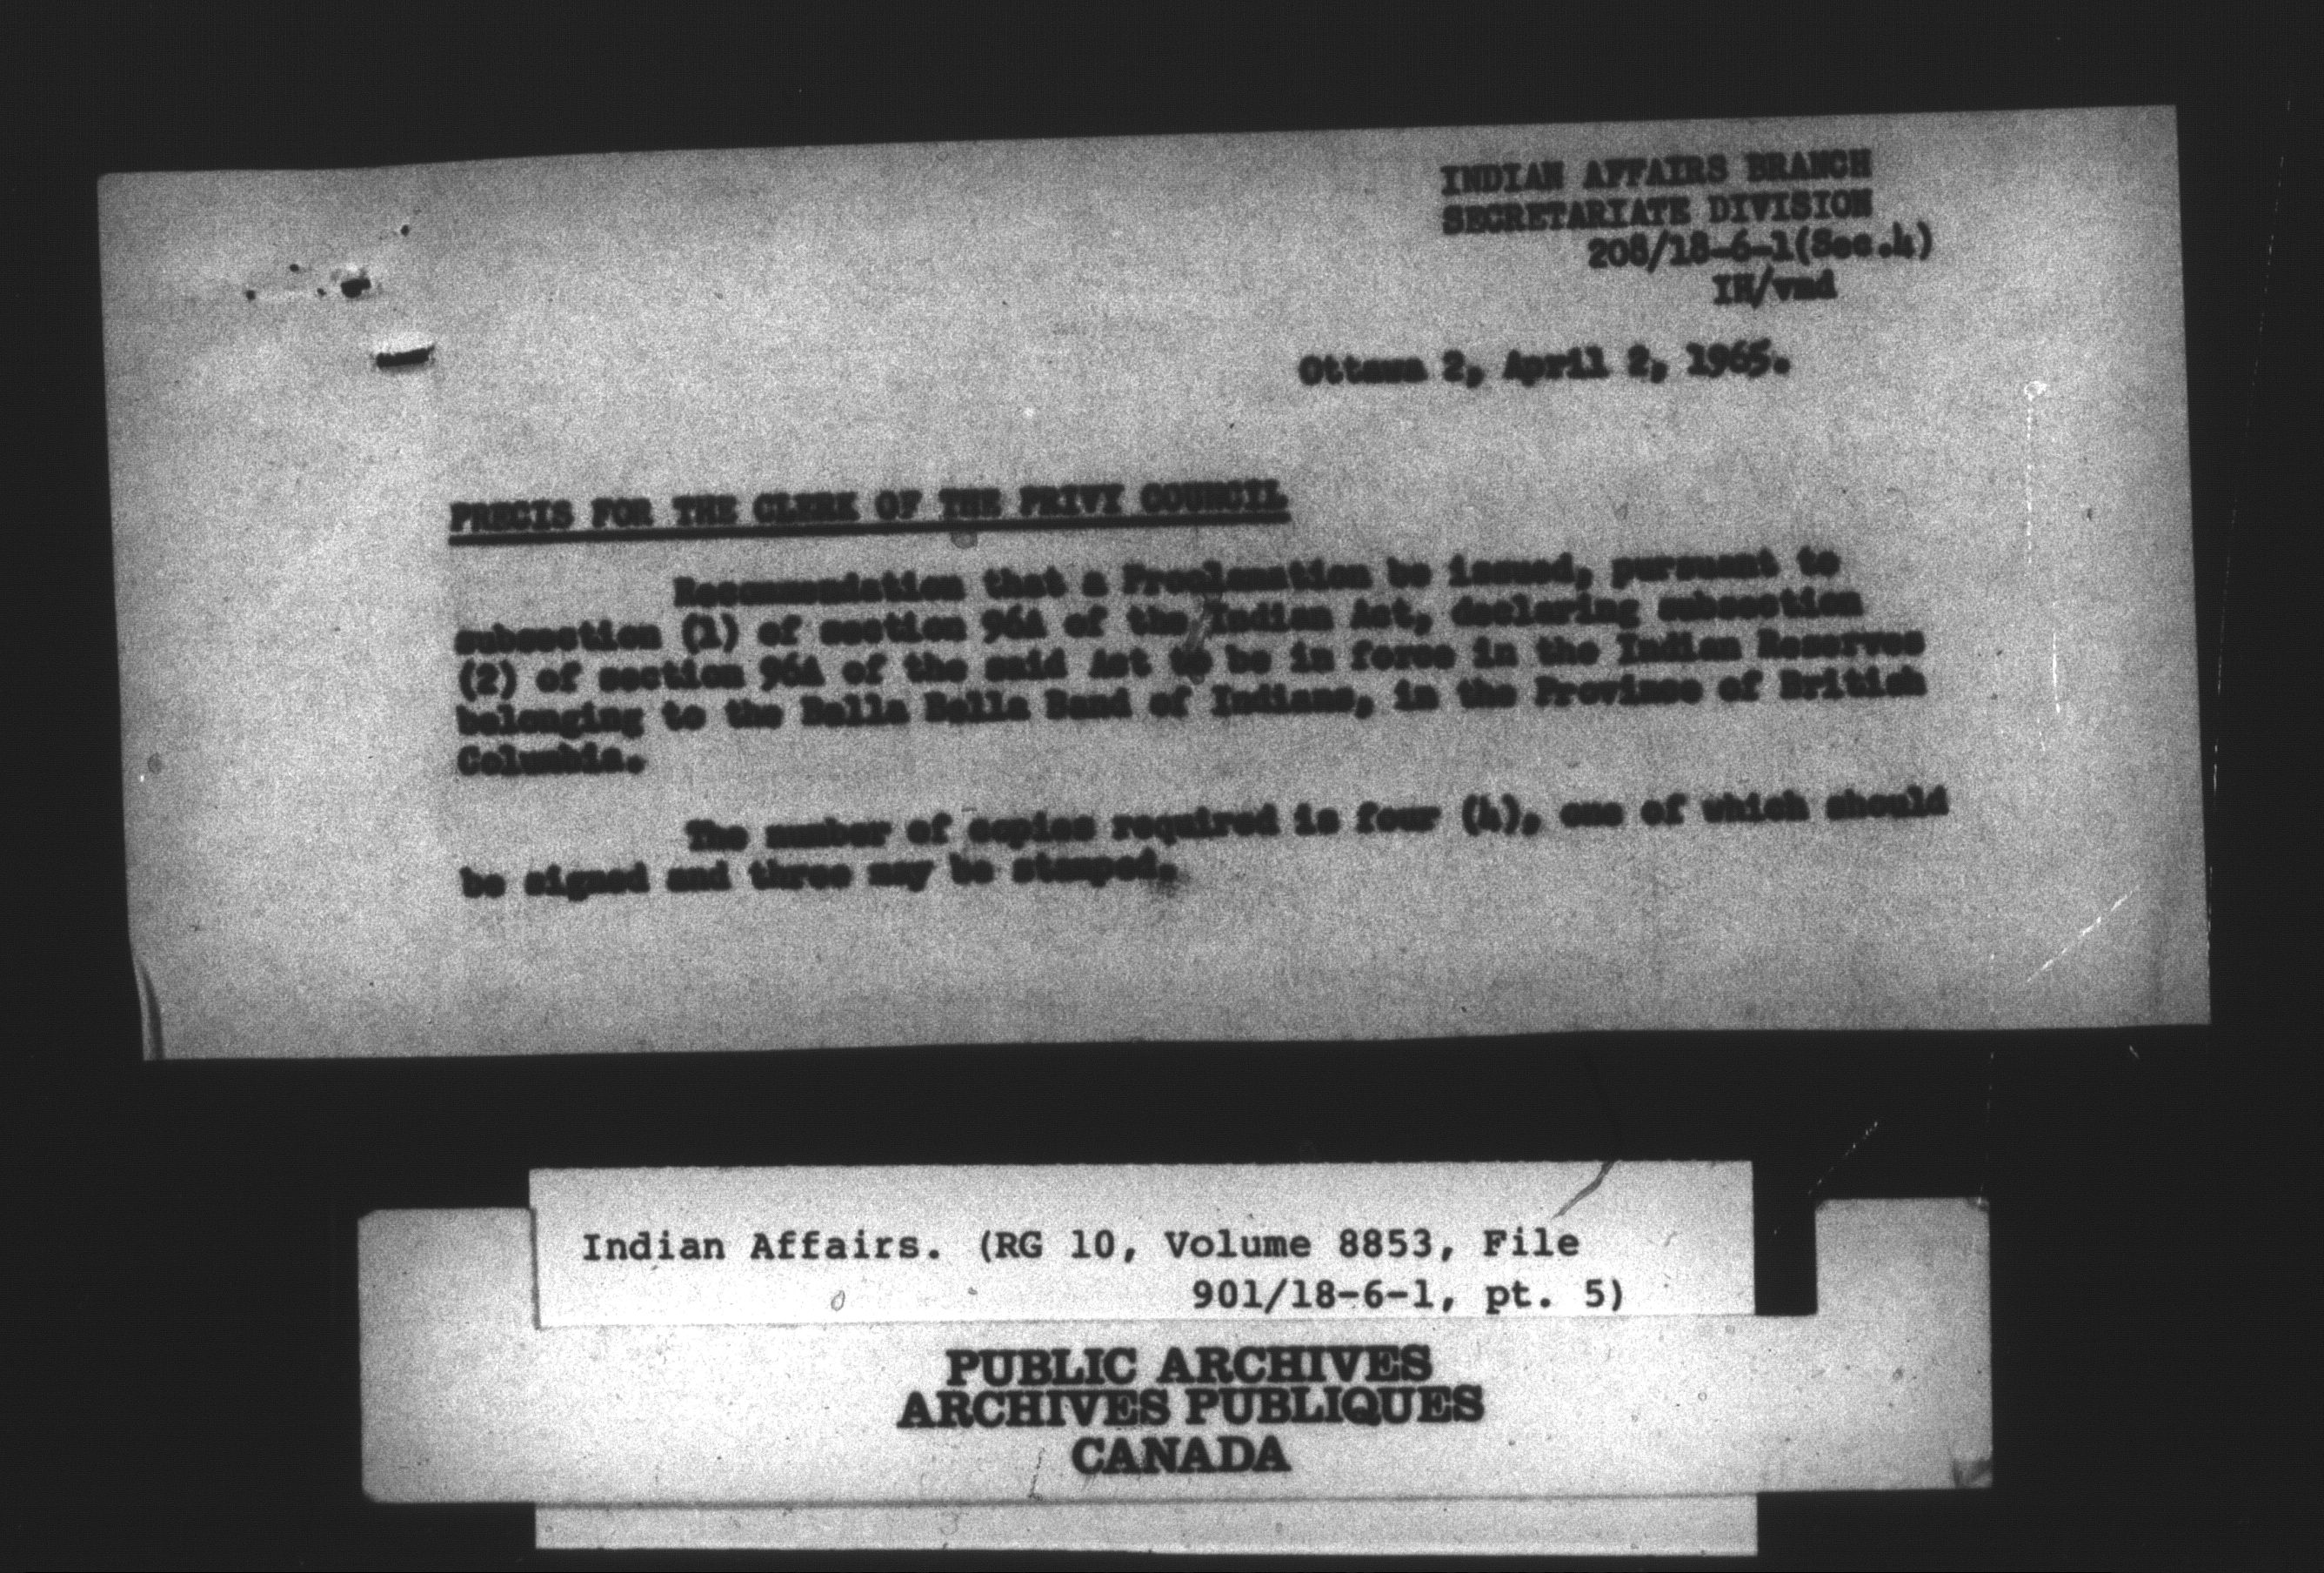 INDIAN AFFAIRS BRANCH
SECRETARIATE DIVISION
208/18-6-1(Sec.4)
IH/vmd
Ottawa 2, April 2, 1965.
PRECIS FOR THE CLERK OF THE PRIVY COUNCIL
Recommendation that a Proclamation be issued, pursuant to
subsection (1) of section 96A of the Indian Act, declaring subsection
(2) of section 96A of the said Act to be in force in the Indian Reserves
belonging to the Bella Bella Band of Indians, in the Province of British
Columbia.
The number of copies required is four (4), one of which should
be signed and three may be stamped.
Indian Affairs. (RG 10, Volume 8853, File
901/18-6-1, pt. 5)
PUBLIC ARCHIVES
ARCHIVES PUBLIQUES
CANADA